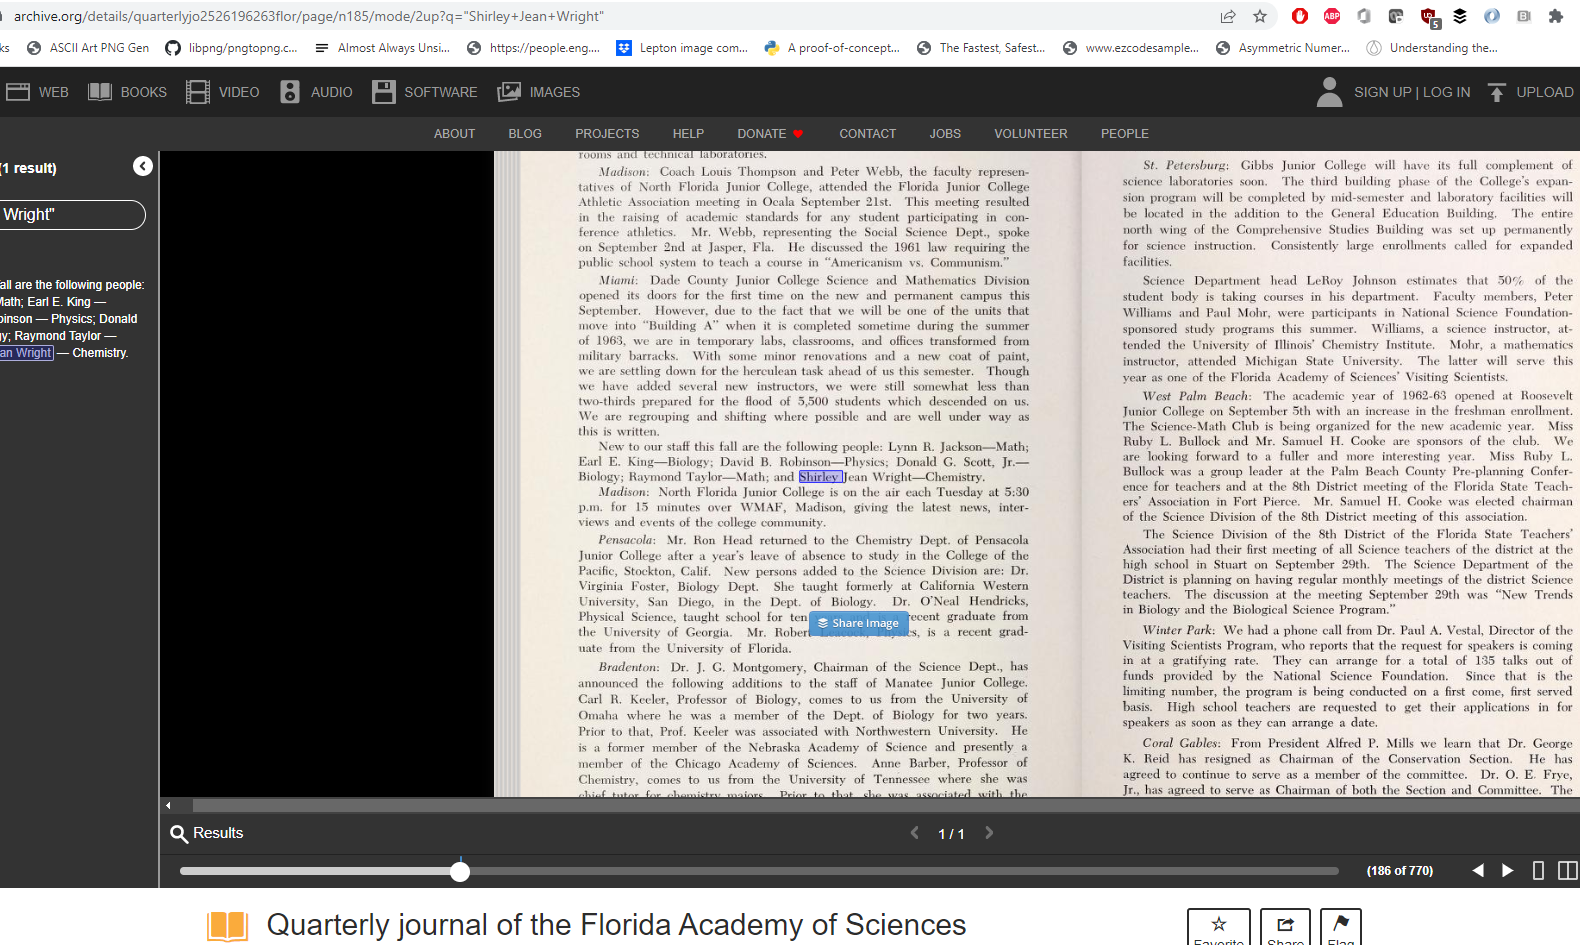 archive.org/details/quarterlyjo2526196263flor/page/n185/mode/2up?q="Shirley+Jean+Wright"
ks ASCII Art PNG Gen libpng/pngtopng.c... Almost Always Unsi... https://people.eng.... Lepton image com... A proof-of-concept... The Fastest, Safest... www.ezcodesample... Asymmetric Numer... Understanding the...
WEB BOOKS VIDEO AUDIO SOFTWARE IMAGES SIGN UP | LOG IN UPLOAD
ABOUT BLOG PROJECTS HELP DONATE CONTACT JOBS VOLUNTEER PEOPLE
(1 result)
Wright"
fall are the following people:
Math; Earl E. King —
binson — Physics; Donald
gy; Raymond Taylor —
an Wright — Chemistry.
rooms and technical laboratories.
Madison: Coach Louis Thompson and Peter Webb, the faculty represen-
tatives of North Florida Junior College, attended the Florida Junior College
Athletic Association meeting in Ocala September 21st. This meeting resulted
in the raising of academic standards for any student participating in con-
ference athletics. Mr. Webb, representing the Social Science Dept., spoke
on September 2nd at Jasper, Fla. He discussed the 1961 law requiring the
public school system to teach a course in "Americanism vs. Communism."
Miami: Dade County Junior College Science and Mathematics Division
opened its doors for the first time on the new and permanent campus this
September. However, due to the fact that we will be one of the units that
move into "Building A" when it is completed sometime during the summer
of 1963, we are in temporary labs, classrooms, and offices transformed from
military barracks. With some minor renovations and a new coat of paint,
we are settling down for the herculean task ahead of us this semester. Though
we have added several new instructors, we were still somewhat less than
two-thirds prepared for the flood of 5,500 students which descended on us.
We are regrouping and shifting where possible and are well under way as
this is written.
New to our staff this fall are the following people: Lynn R. Jackson—Math;
Earl E. King—Biology; David B. Robinson—Physics; Donald G. Scott, Jr.—
Biology; Raymond Taylor—Math; and Shirley Jean Wright—Chemistry.
Madison: North Florida Junior College is on the air each Tuesday at 5:30
p.m. for 15 minutes over WMAF, Madison, giving the latest news, inter-
views and events of the college community.
Pensacola: Mr. Ron Head returned to the Chemistry Dept. of Pensacola
Junior College after a year's leave of absence to study in the College of the
Pacific, Stockton, Calif. New persons added to the Science Division are: Dr.
Virginia Foster, Biology Dept. She taught formerly at California Western
University, San Diego, in the Dept. of Biology. Dr. O'Neal Hendricks,
Physical Science, taught school for ten recent graduate from
the University of Georgia. Mr. Robert is a recent grad-
uate from the University of Florida.
Share Image
Bradenton: Dr. J. G. Montgomery, Chairman of the Science Dept., has
announced the following additions to the staff of Manatee Junior College.
Carl R. Keeler, Professor of Biology, comes to us from the University of
Omaha where he was a member of the Dept. of Biology for two years.
Prior to that, Prof. Keeler was associated with Northwestern University. He
is a former member of the Nebraska Academy of Science and presently a
member of the Chicago Academy of Sciences. Anne Barber, Professor of
Chemistry, comes to us from the University of Tennessee where she was
chief tutor for chemistry majors. Prior to that she was associated with the
St. Petersburg: Gibbs Junior College will have its full complement of
science laboratories soon. The third building phase of the College's expan-
sion program will be completed by mid-semester and laboratory facilities will
be located in the addition to the General Education Building. The entire
north wing of the Comprehensive Studies Building was set up permanently
for science instruction. Consistently large enrollments called for expanded
facilities.
Science Department head LeRoy Johnson estimates that 50% of the
student body is taking courses in his department. Faculty members, Peter
Williams and Paul Mohr, were participants in National Science Foundation-
sponsored study programs this summer. Williams, a science instructor, at-
tended the University of Illinois' Chemistry Institute. Mohr, a mathematics
instructor, attended Michigan State University. The latter will serve this
year as one of the Florida Academy of Sciences' Visiting Scientists.
West Palm Beach: The academic year of 1962-63 opened at Roosevelt
Junior College on September 5th with an increase in the freshman enrollment.
The Science-Math Club is being organized for the new academic year. Miss
Ruby L. Bullock and Mr. Samuel H. Cooke are sponsors of the club. We
are looking forward to a fuller and more interesting year. Miss Ruby L.
Bullock was a group leader at the Palm Beach County Pre-planning Confer-
ence for teachers and at the 8th District meeting of the Florida State Teach-
ers' Association in Fort Pierce. Mr. Samuel H. Cooke was elected chairman
of the Science Division of the 8th District meeting of this association.
The Science Division of the 8th District of the Florida State Teachers'
Association had their first meeting of all Science teachers of the district at the
high school in Stuart on September 29th. The Science Department of the
District is planning on having regular monthly meetings of the district Science
teachers. The discussion at the meeting September 29th was "New Trends
in Biology and the Biological Science Program."
Winter Park: We had a phone call from Dr. Paul A. Vestal, Director of the
Visiting Scientists Program, who reports that the request for speakers is coming
in at a gratifying rate. They can arrange for a total of 135 talks out of
funds provided by the National Science Foundation. Since that is the
limiting number, the program is being conducted on a first come, first served
basis. High school teachers are requested to get their applications in for
speakers as soon as they can arrange a date.
Coral Gables: From President Alfred P. Mills we learn that Dr. George
K. Reid has resigned as Chairman of the Conservation Section. He has
agreed to continue to serve as a member of the committee. Dr. O. E. Frye,
Jr., has agreed to serve as Chairman of both the Section and Committee. The
Results 1 / 1
(186 of 770)
Quarterly journal of the Florida Academy of Sciences
Favorite Share Flag